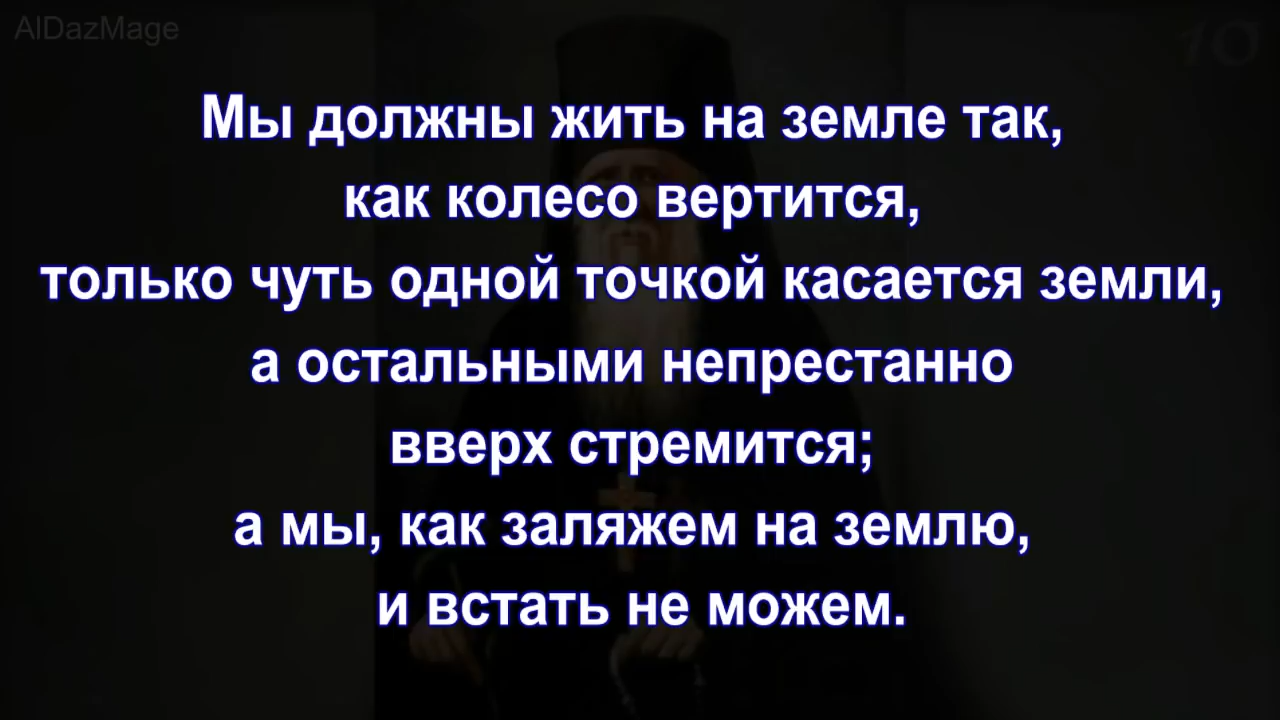 AlDazMage
10
Мы должны жить на земле так,
как колесо вертится,
только чуть одной точкой касается земли,
а остальными непрестанно
вверх стремится;
а мы, как заляжем на землю,
и встать не можем.